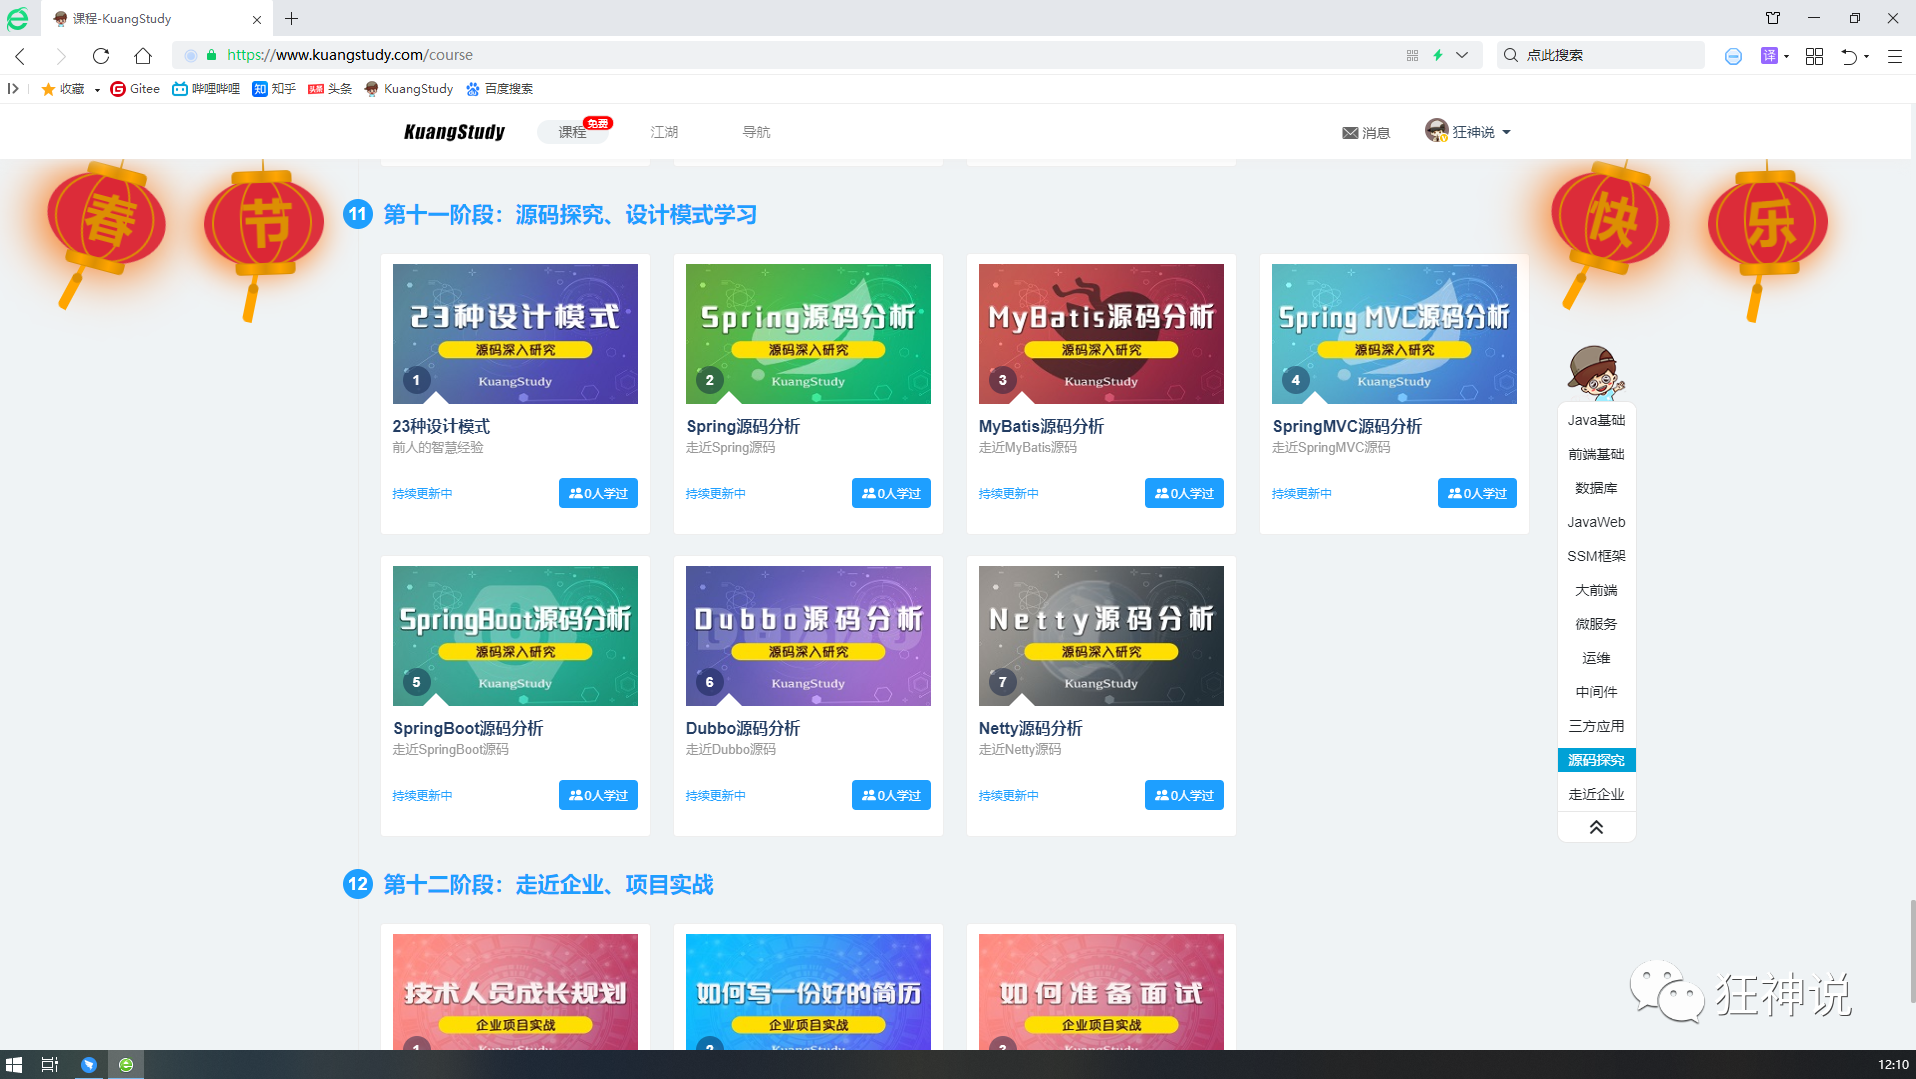 课程-KuangStudy
https://www.kuangstudy.com/course
点此搜索
译
收藏
Gitee
哔哩哔哩
知 知乎
头条 头条
KuangStudy
百度搜索
KuangStudy
课程
免费
江湖
导航
消息
狂神说
春
节
快
乐
11
第十一阶段：源码探究、设计模式学习
23种设计模式
源码深入研究
1
KuangStudy
23种设计模式
前人的智慧经验
持续更新中
0人学过
Spring源码分析
源码深入研究
2
KuangStudy
Spring源码分析
走近Spring源码
持续更新中
0人学过
MyBatis源码分析
源码深入研究
3
KuangStudy
MyBatis源码分析
走近MyBatis源码
持续更新中
0人学过
Spring MVC源码分析
源码深入研究
4
KuangStudy
SpringMVC源码分析
走近SpringMVC源码
持续更新中
0人学过
SpringBoot源码分析
源码深入研究
5
KuangStudy
SpringBoot源码分析
走近SpringBoot源码
持续更新中
0人学过
Dubbo源码分析
源码深入研究
6
KuangStudy
Dubbo源码分析
走近Dubbo源码
持续更新中
0人学过
Netty源码分析
源码深入研究
7
KuangStudy
Netty源码分析
走近Netty源码
持续更新中
0人学过
Java基础
前端基础
数据库
JavaWeb
SSM框架
大前端
微服务
运维
中间件
三方应用
源码探究
走近企业
12
第十二阶段：走近企业、项目实战
技术人员成长规划
企业项目实战
1
KuangStudy
如何写一份好的简历
企业项目实战
2
KuangStudy
如何准备面试
企业项目实战
3
KuangStudy
狂神说
12:10